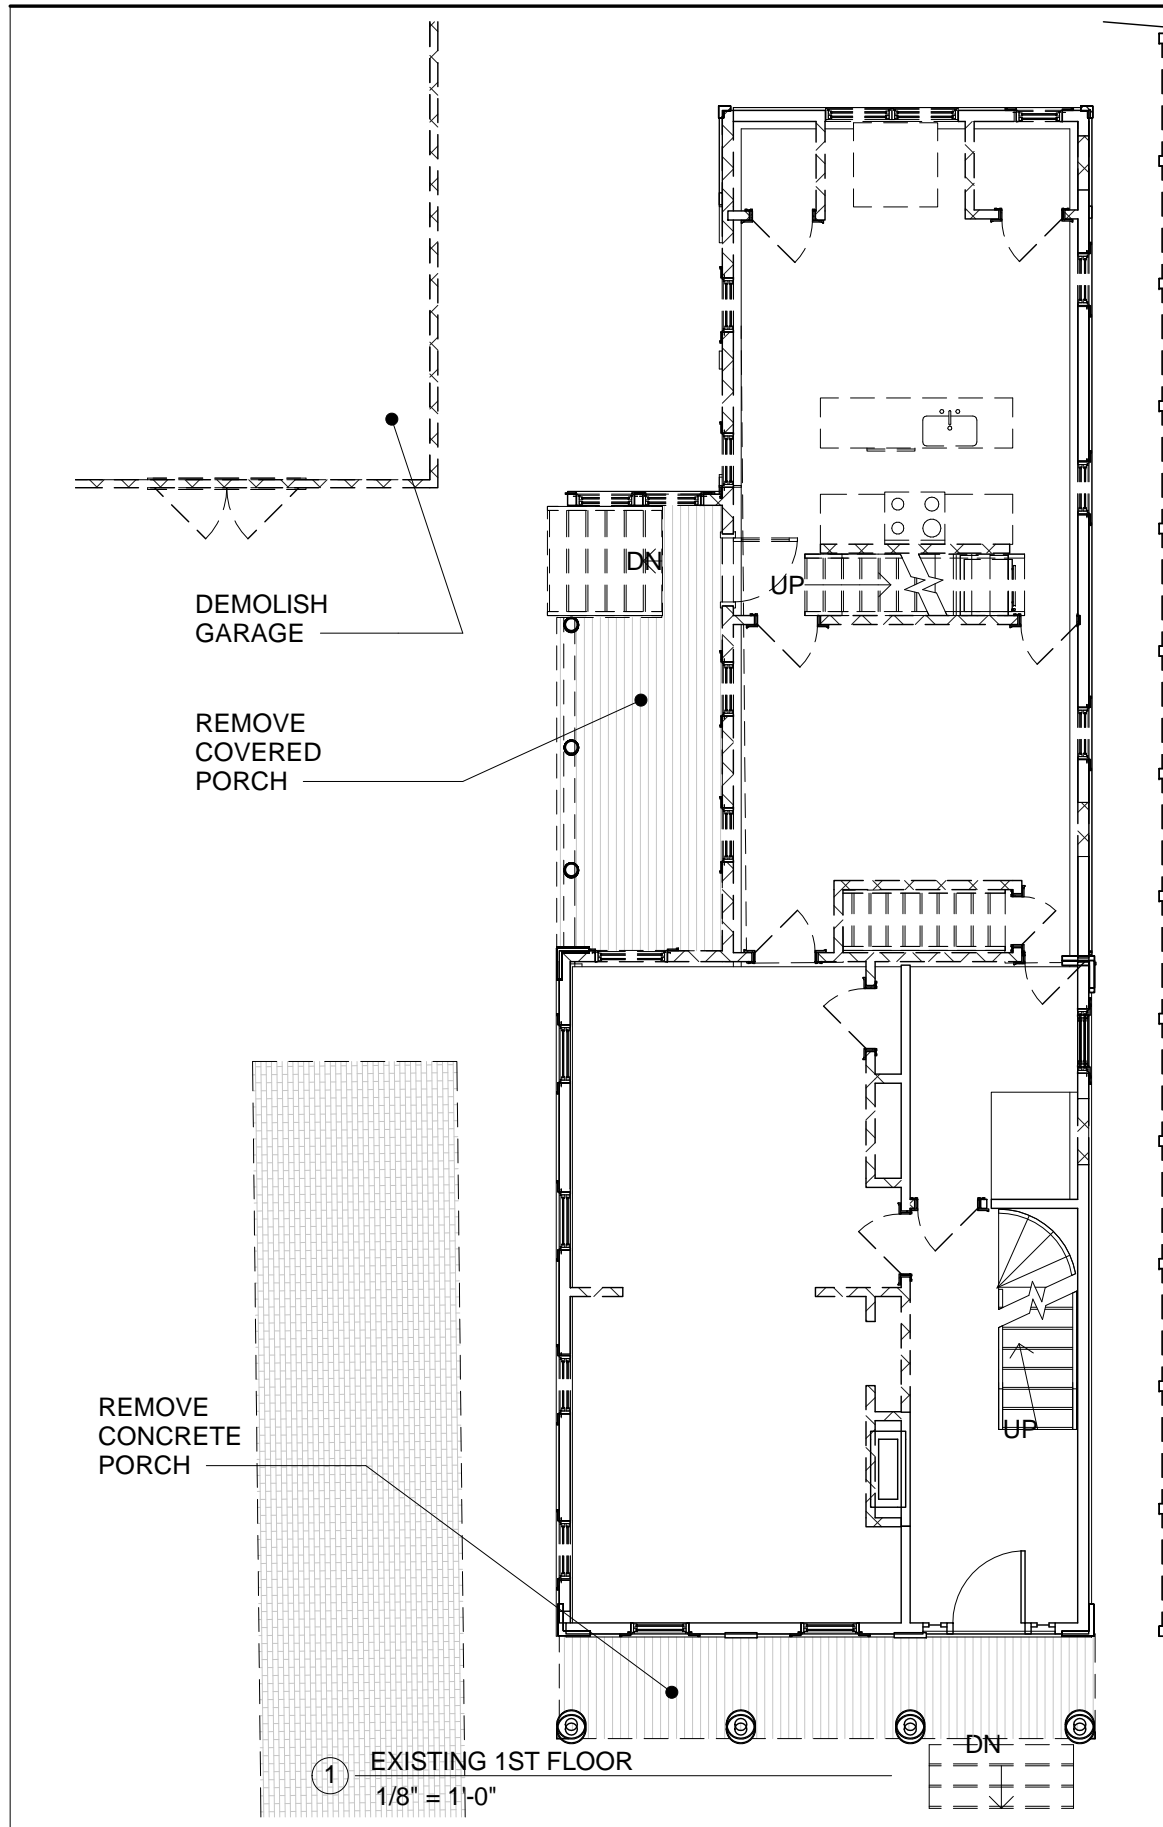 DN
UP
DEMOLISH
GARAGE
REMOVE
COVERED
PORCH
REMOVE
CONCRETE
PORCH
UP
DN
1 EXISTING 1ST FLOOR
1/8" = 1'-0"